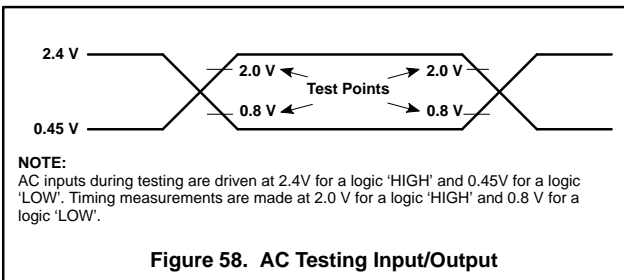 2.4 V
2.0 V 2.0 V
Test Points
0.8 V 0.8 V
0.45 V
NOTE:
AC inputs during testing are driven at 2.4V for a logic ‘HIGH’ and 0.45V for a logic
‘LOW’. Timing measurements are made at 2.0 V for a logic ‘HIGH’ and 0.8 V for a
logic ‘LOW’.
Figure 58. AC Testing Input/Output